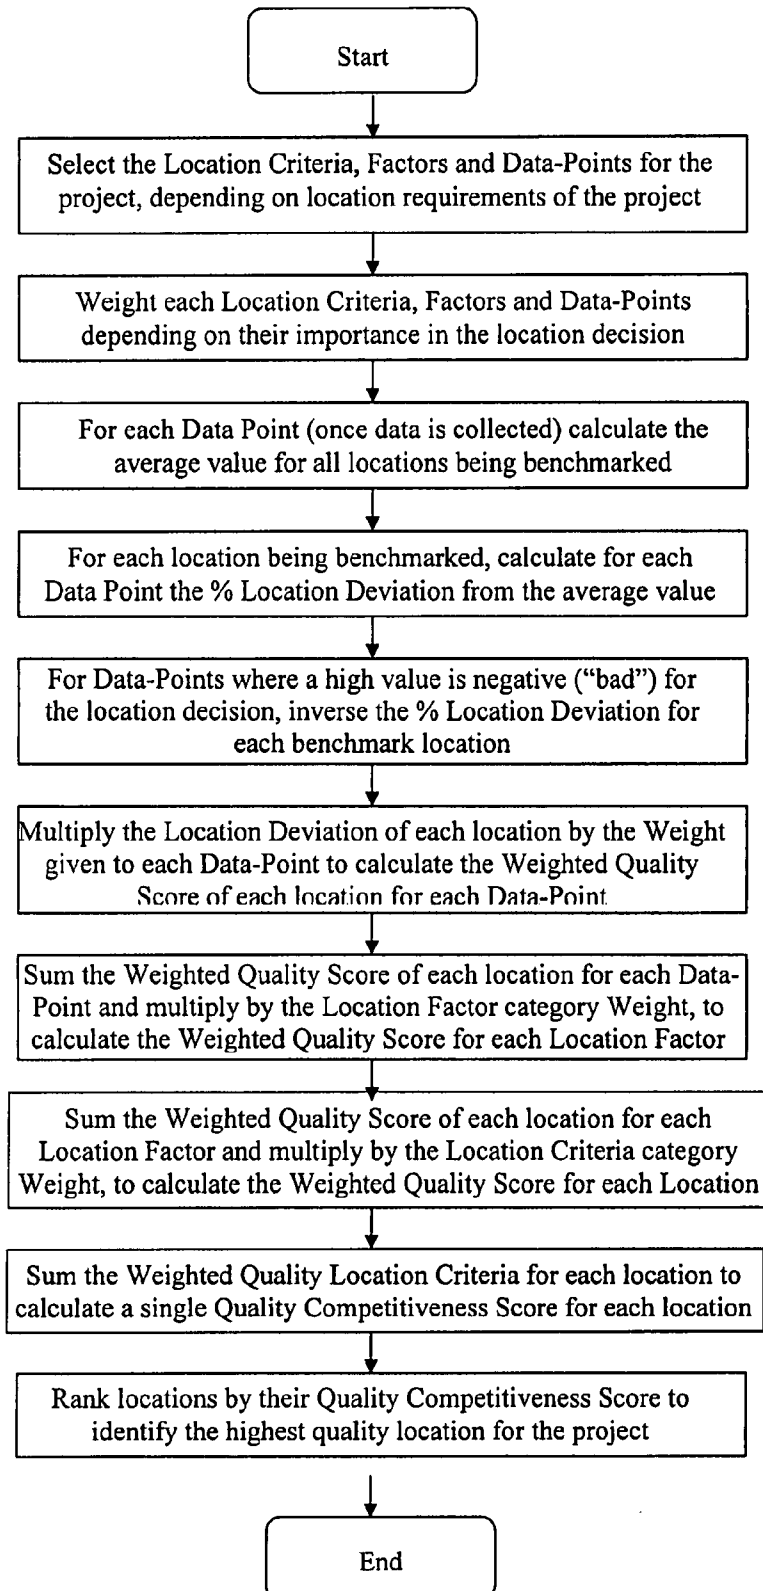 Start
Select the Location Criteria, Factors and Data-Points for the
project, depending on location requirements of the project
Weight each Location Criteria, Factors and Data-Points
depending on their importance in the location decision
For each Data Point (once data is collected) calculate the
average value for all locations being benchmarked
For each location being benchmarked, calculate for each
Data Point the % Location Deviation from the average value
For Data-Points where a high value is negative (“bad”) for
the location decision, inverse the % Location Deviation for
each benchmark location
Multiply the Location Deviation of each location by the Weight
given to each Data-Point to calculate the Weighted Quality
Score of each location for each Data-Point.
Sum the Weighted Quality Score of each location for each Data-
Point and multiply by the Location Factor category Weight, to
calculate the Weighted Quality Score for each Location Factor
Sum the Weighted Quality Score of each location for each
Location Factor and multiply by the Location Criteria category
Weight, to calculate the Weighted Quality Score for each Location
Sum the Weighted Quality Location Criteria for each location to
calculate a single Quality Competitiveness Score for each location
Rank locations by their Quality Competitiveness Score to
identify the highest quality location for the project
End